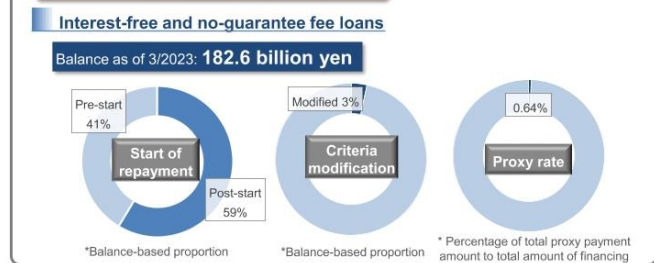 Interest-free and no-guarantee fee loans
Balance as of 3/2023: 182.6 billion yen
Pre-start
41%
Start of
repayment
Post-start
59%
*Balance-based proportion
Modified 3%
Criteria
modification
*Balance-based proportion
0.64%
Proxy rate
* Percentage of total proxy payment
amount to total amount of financing